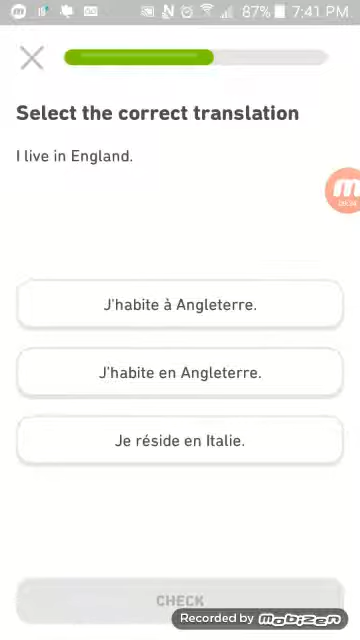 87% 7:41 PM
Select the correct translation
I live in England.
J'habite à Angleterre.
J'habite en Angleterre.
Je réside en Italie.
CHECK
Recorded by mobizen